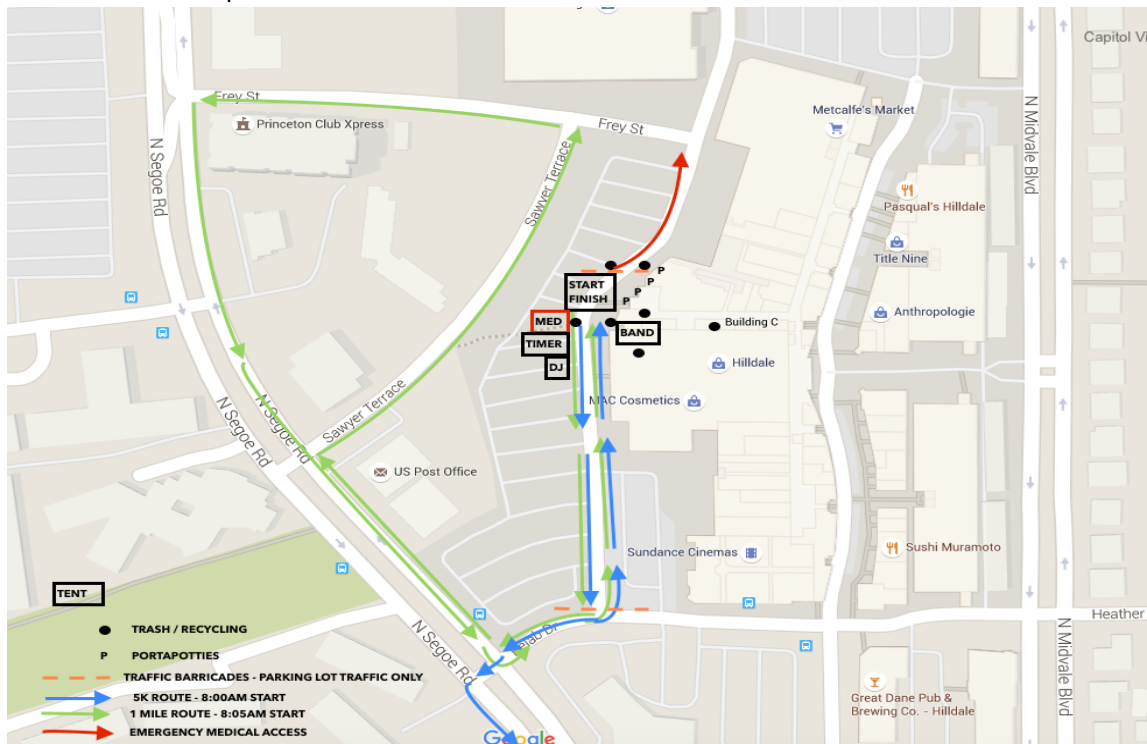 Capitol Vi
Frey St
Princeton Club Xpress
Frey St
Metcalfe's Market
N Midvale Blvd
N Segoe Rd
Sawyer Terrace
Pasqual's Hilldale
Title Nine
START
FINISH
P
P
P
P
MED
BAND
Building C
Anthropologie
TIMER
DJ
Hilldale
MAC Cosmetics
N Segoe Rd
N Segoe Rd
Sawyer Terrace
US Post Office
Sundance Cinemas
Sushi Muramoto
TENT
TRASH / RECYCLING
P PORTAPOTTIES
TRAFFIC BARRICADES - PARKING LOT TRAFFIC ONLY
5K ROUTE - 8:00AM START
1 MILE ROUTE - 8:05AM START
EMERGENCY MEDICAL ACCESS
N Segoe Rd
Dr
Heather
N Midvale Blvd
Great Dane Pub &
Brewing Co. - Hilldale
Google